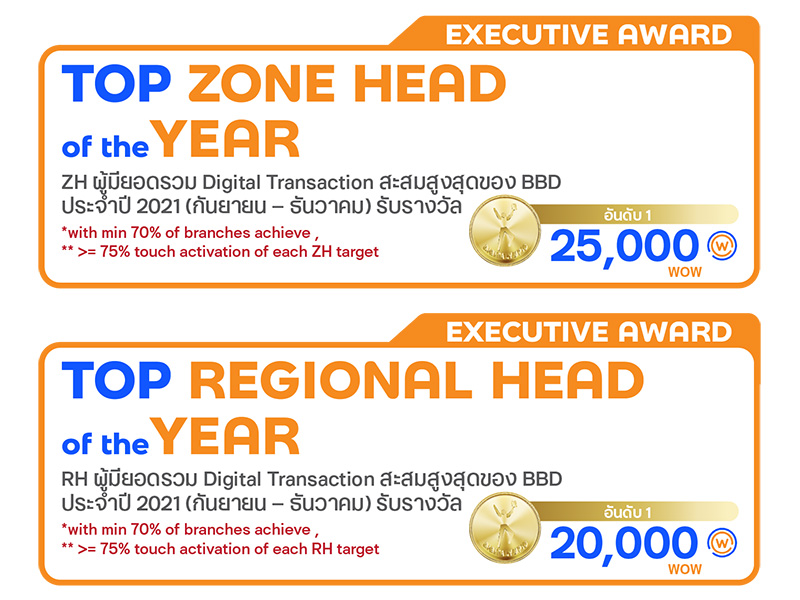 EXECUTIVE AWARD
TOP ZONE HEAD
of the YEAR
ZH ผู้มียอดรวม Digital Transaction สะสมสูงสุดของ BBD
ประจำปี 2021 (กันยายน – ธันวาคม) รับรางวัล
*with min 70% of branches achieve ,
** >= 75% touch activation of each ZH target
อันดับ 1
25,000
W
WOW
EXECUTIVE AWARD
TOP REGIONAL HEAD
of the YEAR
RH ผู้มียอดรวม Digital Transaction สะสมสูงสุดของ BBD
ประจำปี 2021 (กันยายน – ธันวาคม) รับรางวัล
*with min 70% of branches achieve ,
** >= 75% touch activation of each RH target
อันดับ 1
20,000
W
WOW